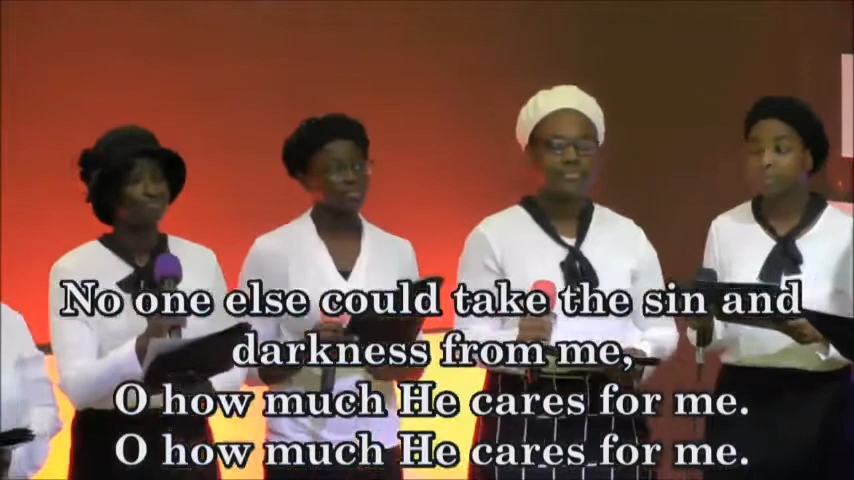 No one else could take the sin and
darkness from me,
O how much He cares for me.
O how much He cares for me.